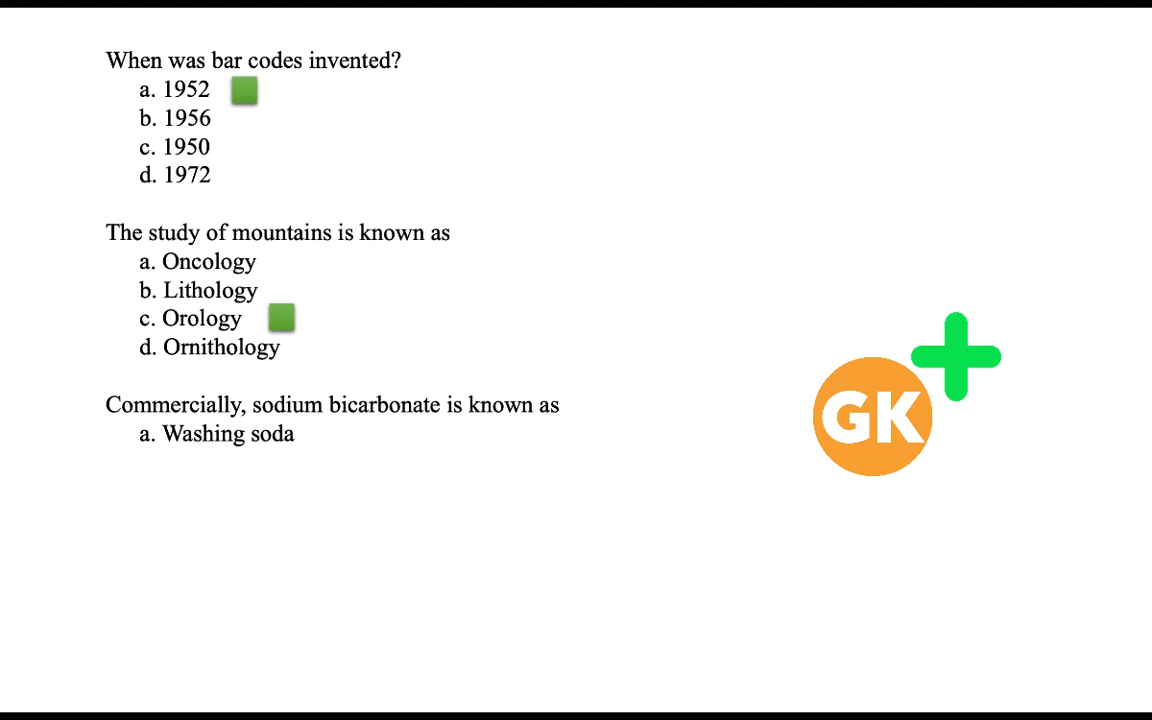 When was bar codes invented?
a. 1952
b. 1956
c. 1950
d. 1972
The study of mountains is known as
a. Oncology
b. Lithology
c. Orology
d. Ornithology
Commercially, sodium bicarbonate is known as
a. Washing soda
GK